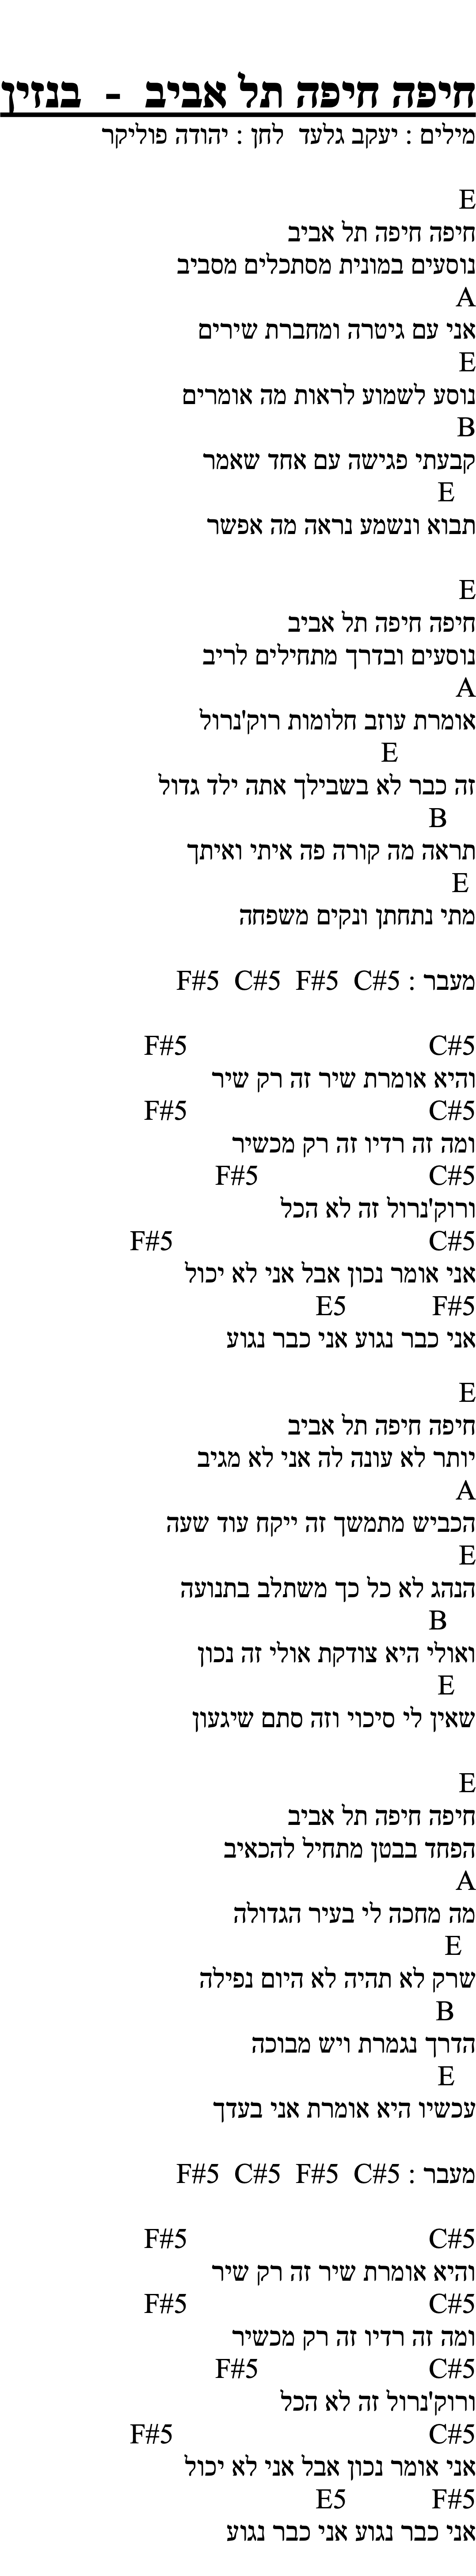 חיפה חיפה תל אביב - בנזין
מילים : יעקב גלעד לחן : יהודה פוליקר
E
חיפה חיפה תל אביב
נוסעים במונית מסתכלים מסביב
A
אני עם גיטרה ומחברת שירים
E
נוסע לשמוע לראות מה אומרים
B
קבעתי פגישה עם אחד שאמר
E
תבוא ונשמע נראה מה אפשר
E
חיפה חיפה תל אביב
נוסעים ובדרך מתחילים לריב
A
אומרת עוזב חלומות רוק'נרול
E
זה כבר לא בשבילך אתה ילד גדול
B
תראה מה קורה פה איתי ואיתך
E
מתי נתחתן ונקים משפחה
מעבר : F#5 C#5 F#5 C#5
F#5 C#5
והיא אומרת שיר זה רק שיר
F#5 C#5
ומה זה רדיו זה רק מכשיר
F#5 C#5
ורוק'נרול זה לא הכל
F#5 C#5
אני אומר נכון אבל אני לא יכול
E5 F#5
אני כבר נגוע אני כבר נגוע
E
חיפה חיפה תל אביב
יותר לא עונה לה אני לא מגיב
A
הכביש מתמשך זה ייקח עוד שעה
E
הנהג לא כל כך משתלב בתנועה
B
ואולי היא צודקת אולי זה נכון
E
שאין לי סיכוי וזה סתם שיגעון
E
חיפה חיפה תל אביב
הפחד בבטן מתחיל להכאיב
A
מה מחכה לי בעיר הגדולה
E
שרק לא תהיה לא היום נפילה
B
הדרך נגמרת ויש מבוכה
E
עכשיו היא אומרת אני בעדך
מעבר : F#5 C#5 F#5 C#5
F#5 C#5
והיא אומרת שיר זה רק שיר
F#5 C#5
ומה זה רדיו זה רק מכשיר
F#5 C#5
ורוק'נרול זה לא הכל
F#5 C#5
אני אומר נכון אבל אני לא יכול
E5 F#5
אני כבר נגוע אני כבר נגוע